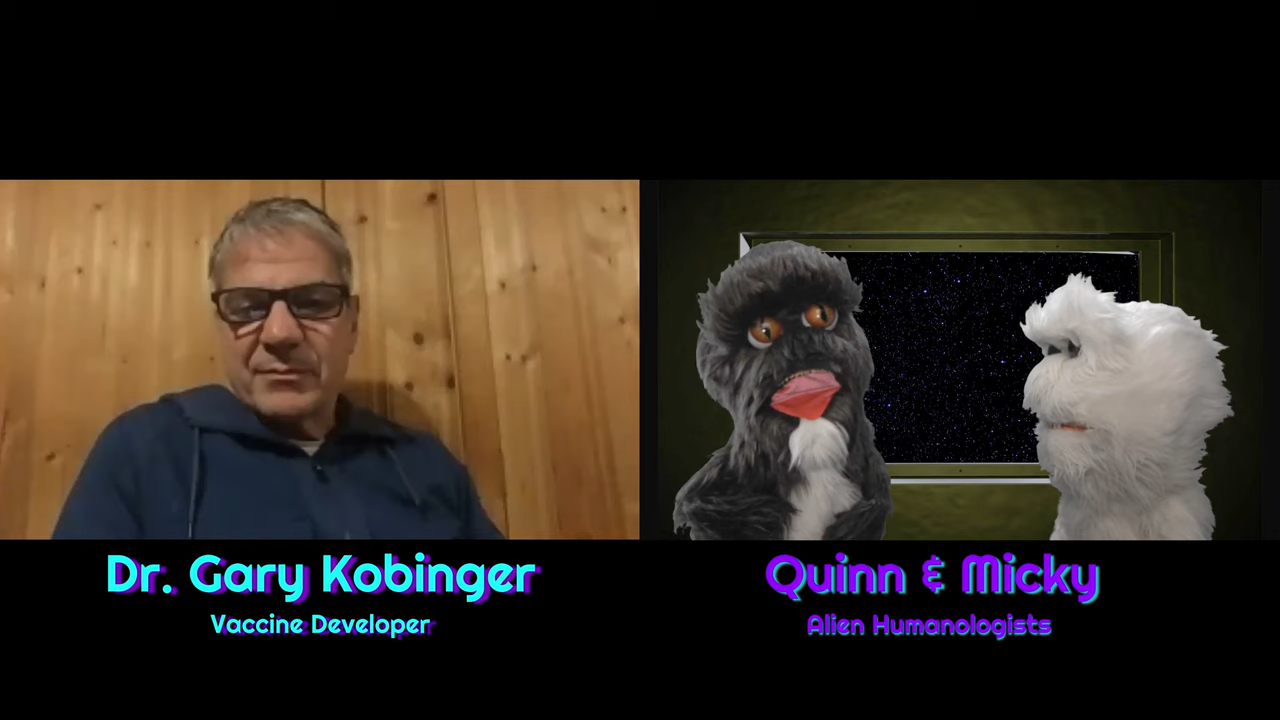 Dr. Gary Kobinger
Vaccine Developer
Quinn & Micky
Alien Humanologists